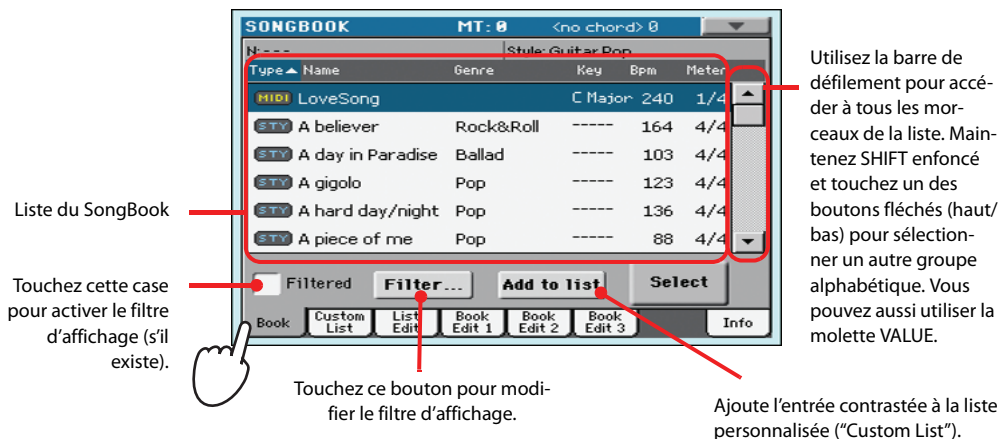 SONGBOOK MT: 0 <no chord> 0
N:--- Style: Guitar Pop
Type Name Genre Key Bpm Meter
MIDI LoveSong C Major 240 1/4
STY A believer Rock&Roll ----- 164 4/4
STY A day in Paradise Ballad ----- 103 4/4
STY A gigolo Pop ----- 123 4/4
STY A hard day/night Pop ----- 136 4/4
STY A piece of me Pop ----- 88 4/4
Filtered Filter... Add to list Select
Book Custom List List Edit Book Edit 1 Book Edit 2 Book Edit 3 Info
Liste du SongBook
Touchez cette case
pour activer le filtre
d'affichage (s'il
existe).
Touchez ce bouton pour modi-
fier le filtre d'affichage.
Utilisez la barre de
défilement pour accé-
der à tous les mor-
ceaux de la liste. Main-
tenez SHIFT enfoncé
et touchez un des
boutons fléchés (haut/
bas) pour sélection-
ner un autre groupe
alphabétique. Vous
pouvez aussi utiliser la
molette VALUE.
Ajoute l'entrée contrastée à la liste
personnalisée ("Custom List").